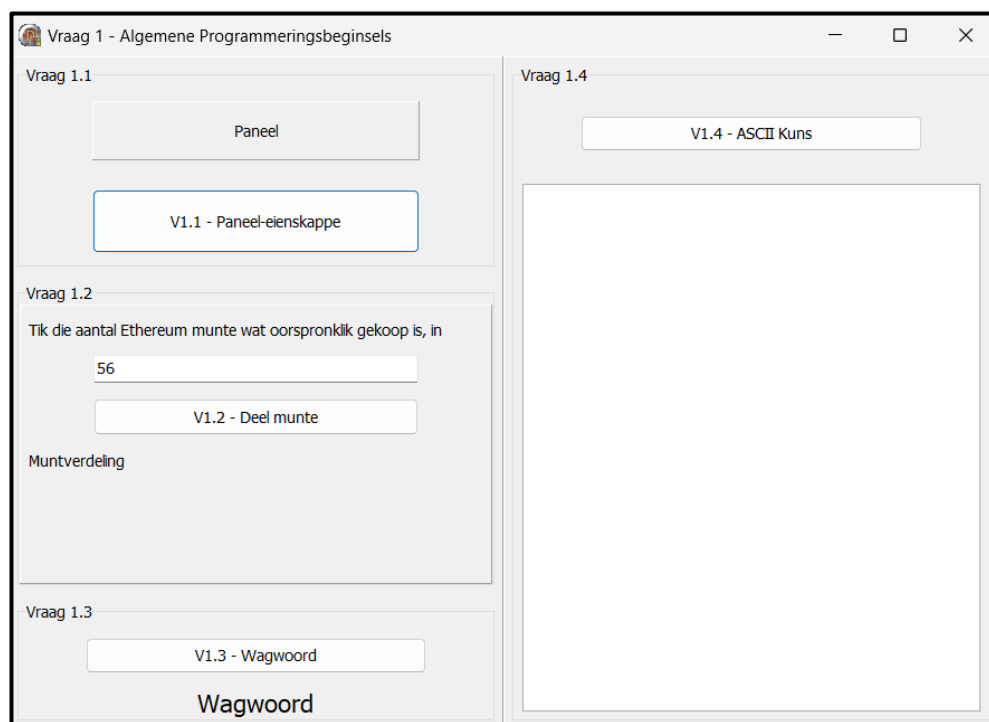 Vraag 1 - Algemene Programmeringsbeginsels
Vraag 1.1
Paneel
V1.1 - Paneel-eienskappe
Vraag 1.2
Tik die aantal Ethereum munte wat oorspronklik gekoop is, in
56
V1.2 - Deel munte
Muntverdeling
Vraag 1.3
V1.3 - Wagwoord
Wagwoord
Vraag 1.4
V1.4 - ASCII Kuns